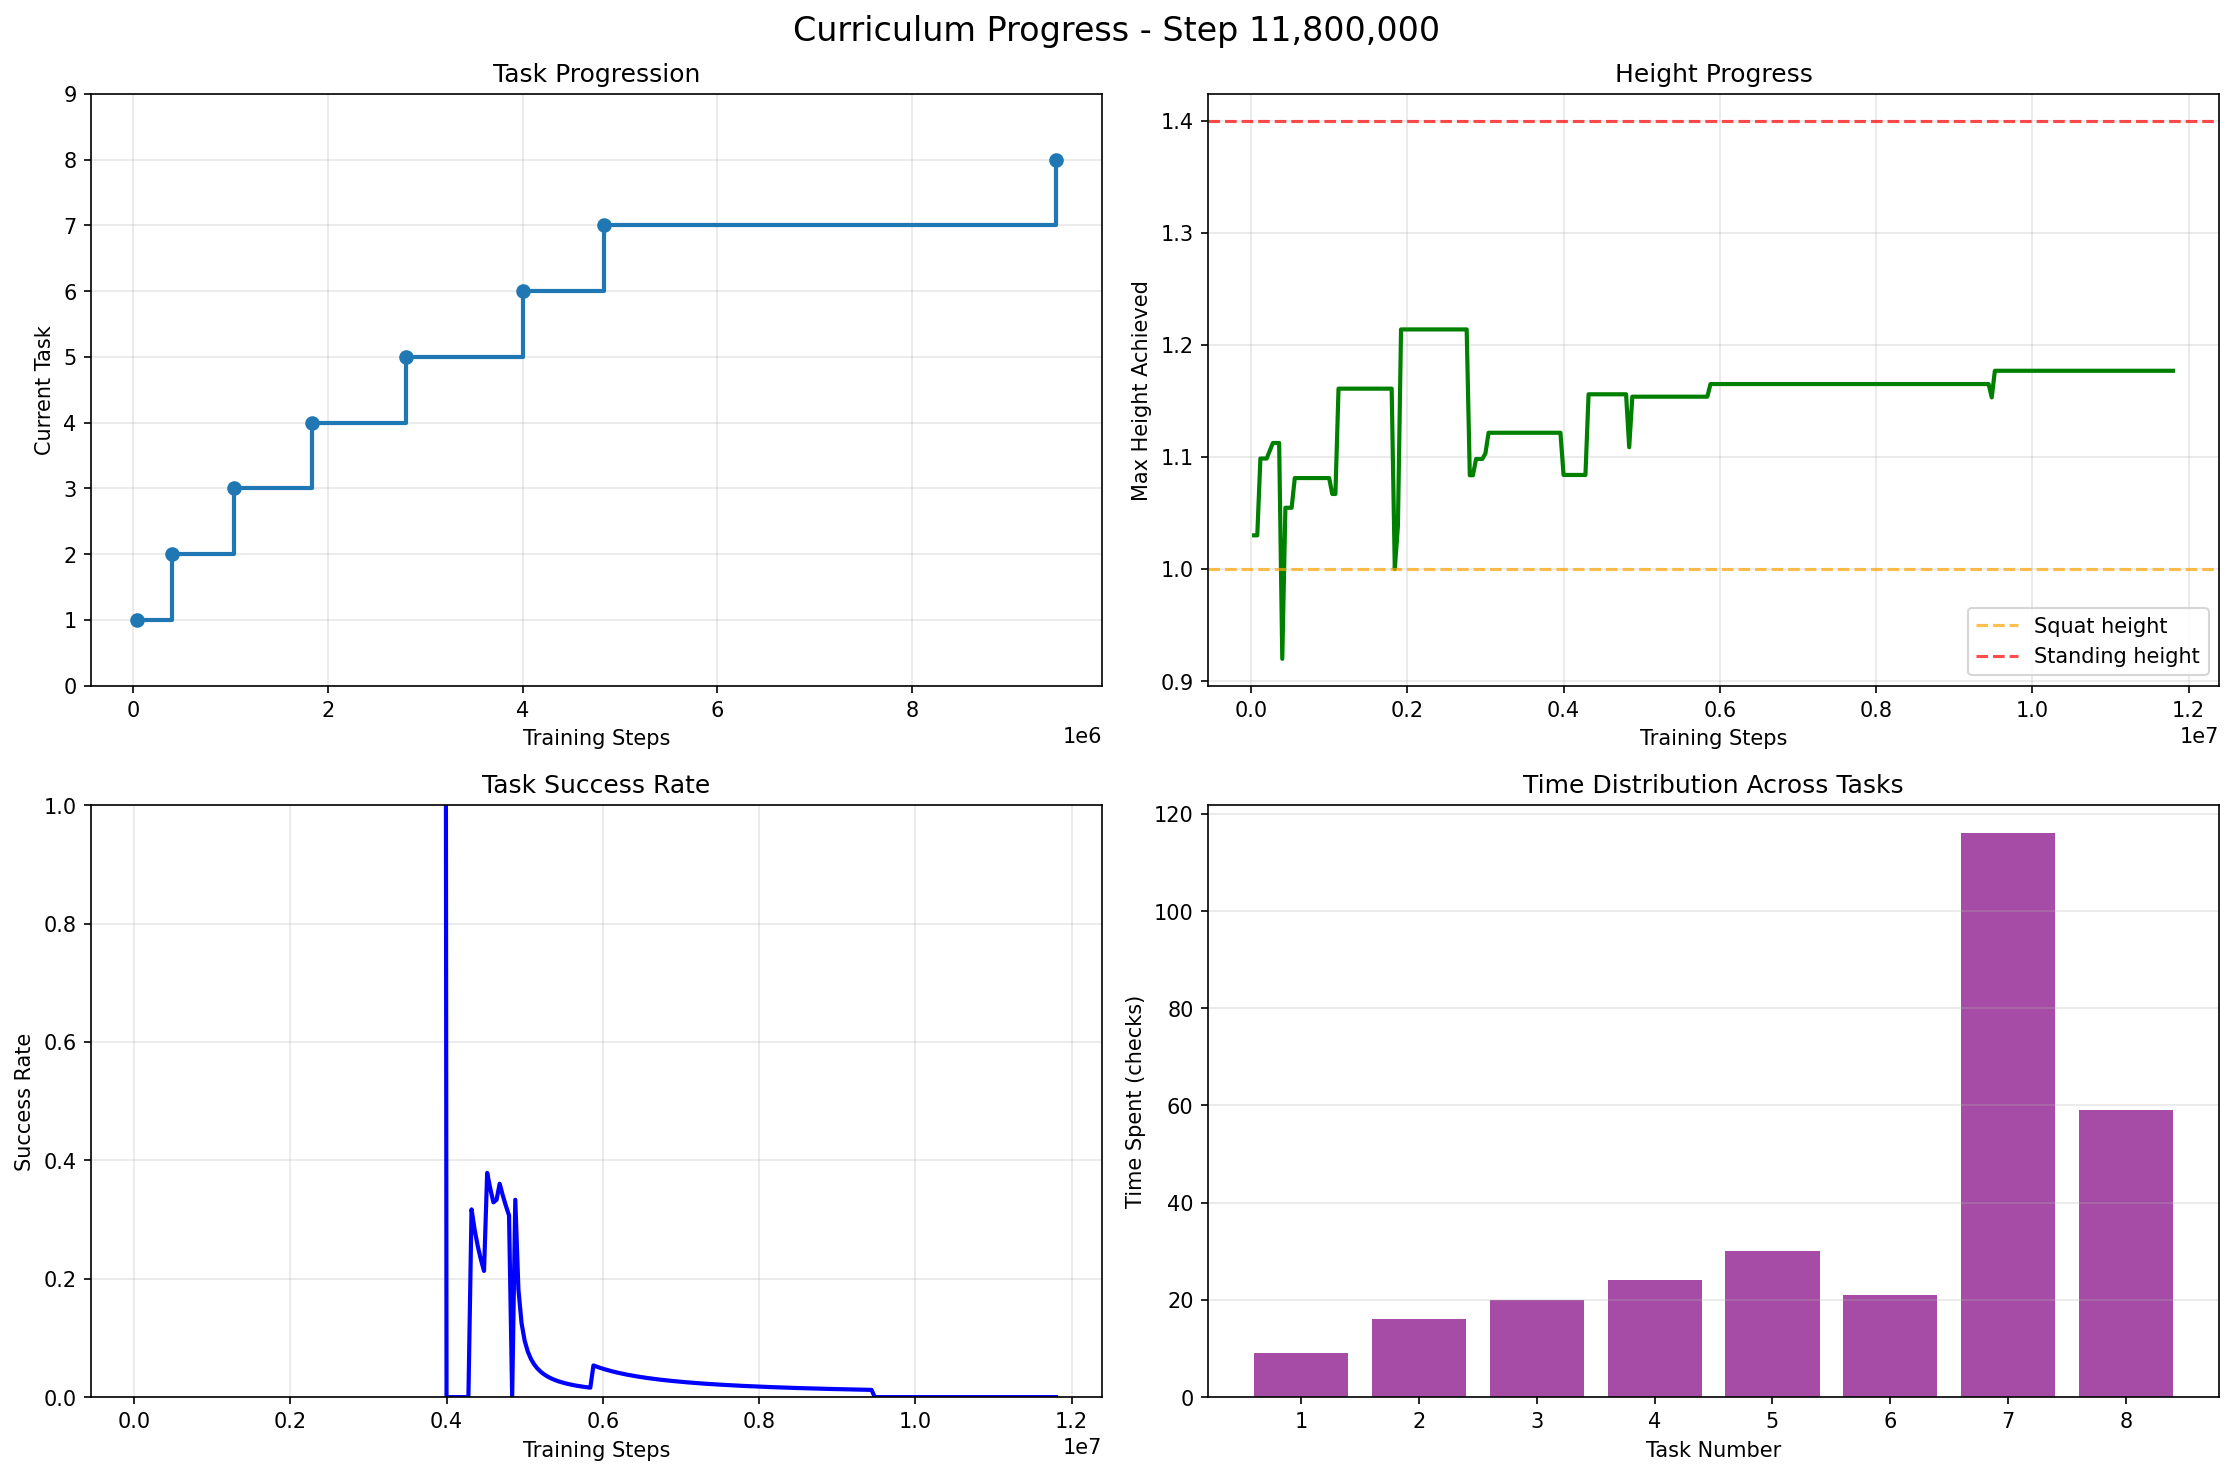 Curriculum Progress - Step 11,800,000
Task Progression
9
8
7
6
5
4
3
2
1
0
Current Task
0 2 4 6 8
1e6
Training Steps
Height Progress
1.4
1.3
1.2
1.1
1.0
0.9
Max Height Achieved
Squat height
Standing height
0.0 0.2 0.4 0.6 0.8 1.0 1.2
1e7
Training Steps
Task Success Rate
1.0
0.8
0.6
0.4
0.2
0.0
Success Rate
0.0 0.2 0.4 0.6 0.8 1.0 1.2
1e7
Training Steps
Time Distribution Across Tasks
120
100
80
60
40
20
0
Time Spent (checks)
1 2 3 4 5 6 7 8
Task Number